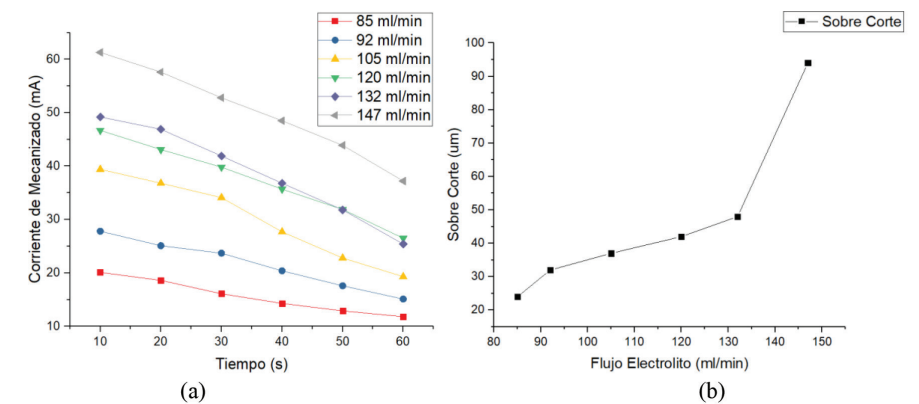 85 ml/min
92 ml/min
105 ml/min
120 ml/min
132 ml/min
147 ml/min
Corriente de Mecanizado (mA)
60
50
40
30
20
10
10 20 30 40 50 60
Tiempo (s)
(a)
Sobre Corte
Sobre Corte (um)
100
90
80
70
60
50
40
30
20
80 90 100 110 120 130 140 150
Flujo Electrolito (ml/min)
(b)